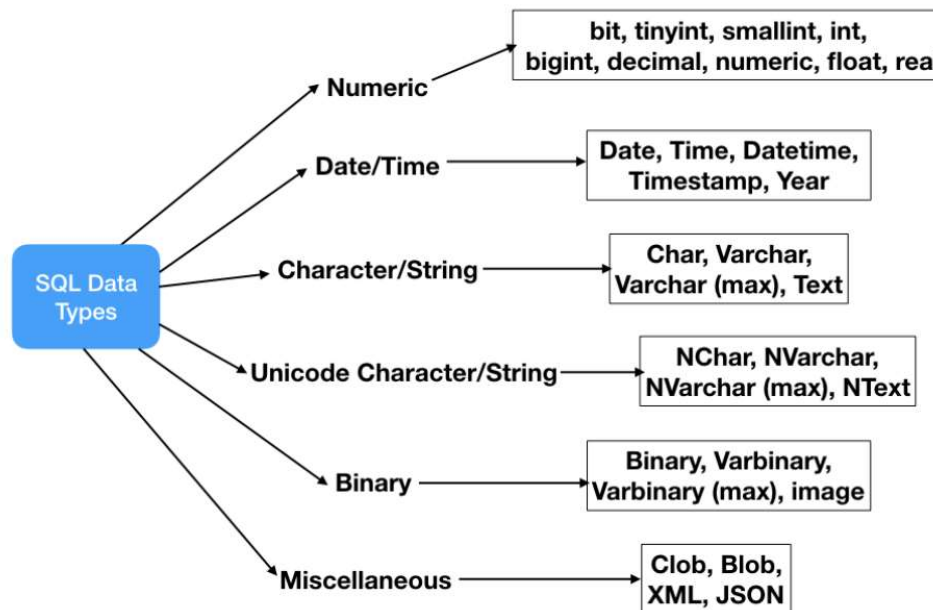 bit, tinyint, smallint, int,
bigint, decimal, numeric, float, rea
Numeric
Date/Time
Date, Time, Datetime,
Timestamp, Year
SQL Data
Types
Character/String
Char, Varchar,
Varchar (max), Text
Unicode Character/String
NChar, NVarchar,
NVarchar (max), NText
Binary
Binary, Varbinary,
Varbinary (max), image
Miscellaneous
Clob, Blob,
XML, JSON